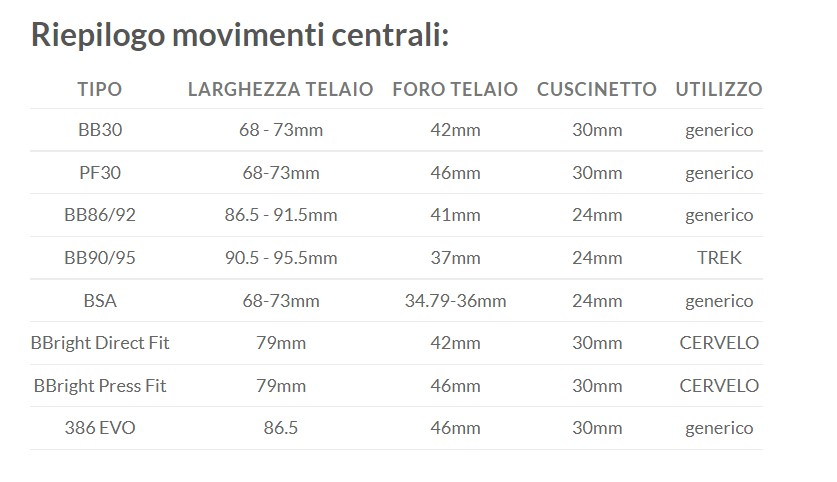 Riepilogo movimenti centrali:
TIPO LARGHEZZA TELAIO FORO TELAIO CUSCINETTO UTILIZZO
BB30 68 - 73mm 42mm 30mm generico
PF30 68-73mm 46mm 30mm generico
BB86/92 86.5 - 91.5mm 41mm 24mm generico
BB90/95 90.5 - 95.5mm 37mm 24mm TREK
BSA 68-73mm 34.79-36mm 24mm generico
BBright Direct Fit 79mm 42mm 30mm CERVELO
BBright Press Fit 79mm 46mm 30mm CERVELO
386 EVO 86.5 46mm 30mm generico